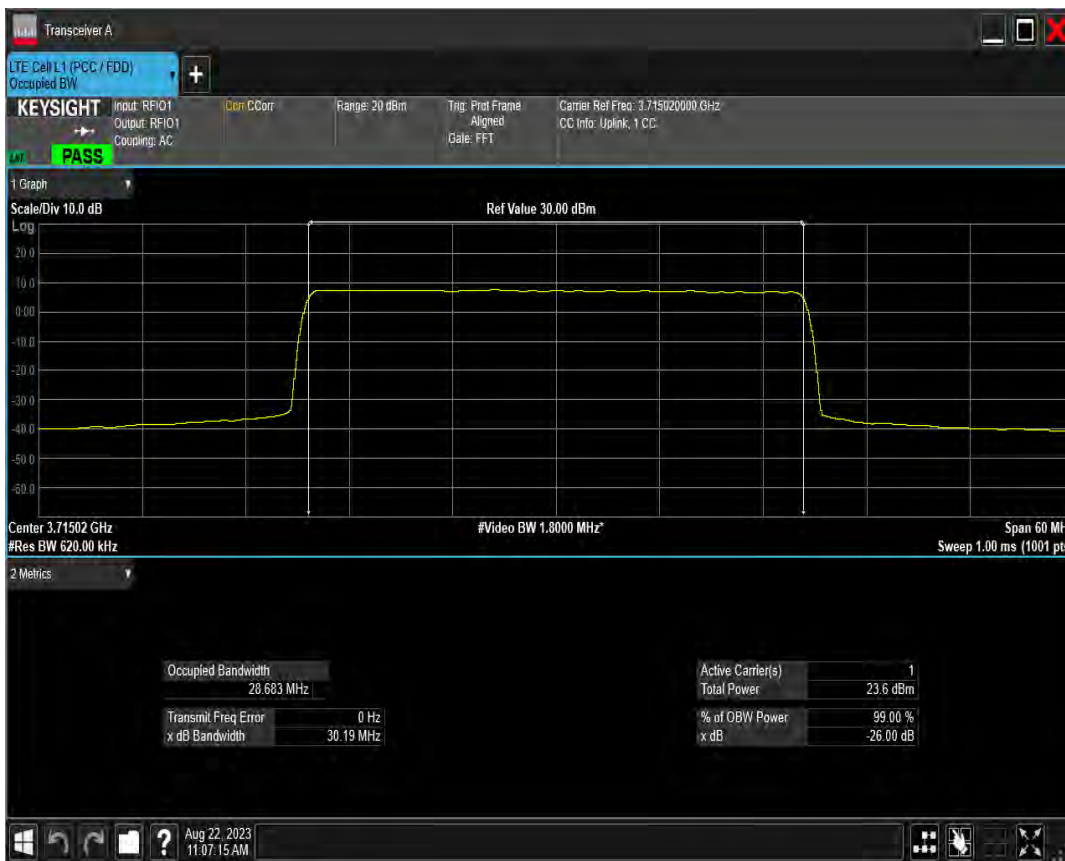 Transceiver A
LTE Cell L1 (PCC / FDD)
Occupied BW
+
KEYSIGHT
PASS
Input: RFIO1
Output: RFIO1
Coupling: AC
Corr CCorr
Range: 20 dBm
Trig: Prot Frame
Aligned
Gate: FFT
Carrier Ref Freq: 3.715020000 GHz
CC Info: Uplink, 1 CC
1 Graph
Scale/Div 10.0 dB
Ref Value 30.00 dBm
Log
20.0
10.0
0.00
-10.0
-20.0
-30.0
-40.0
-50.0
-60.0
Center 3.71502 GHz
#Video BW 1.8000 MHz*
Span 60 MH
#Res BW 620.00 kHz
Sweep 1.00 ms (1001 pt
2 Metrics
Occupied Bandwidth
28.683 MHz
Transmit Freq Error 0 Hz
x dB Bandwidth 30.19 MHz
Active Carrier(s) 1
Total Power 23.6 dBm
% of OBW Power 99.00 %
x dB -26.00 dB
?
Aug 22, 2023
11:07:15 AM